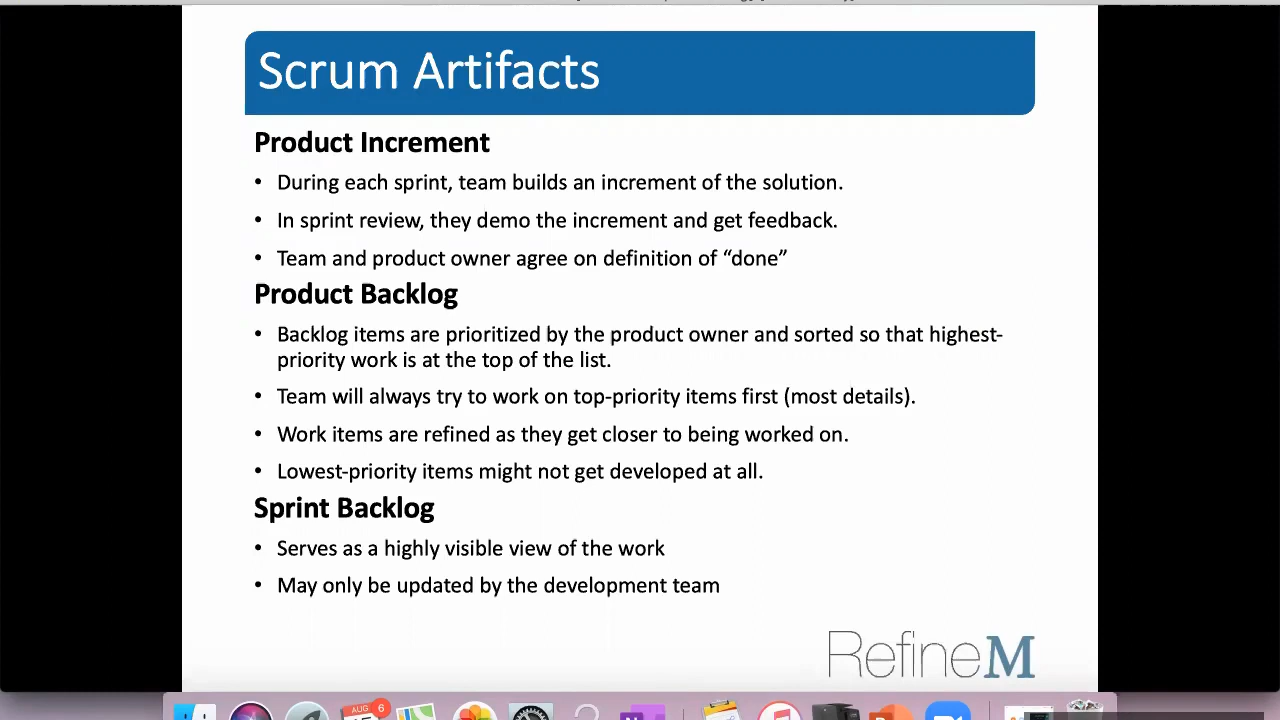 Scrum Artifacts
Product Increment
• During each sprint, team builds an increment of the solution.
• In sprint review, they demo the increment and get feedback.
• Team and product owner agree on definition of “done”
Product Backlog
• Backlog items are prioritized by the product owner and sorted so that highest-
priority work is at the top of the list.
• Team will always try to work on top-priority items first (most details).
• Work items are refined as they get closer to being worked on.
• Lowest-priority items might not get developed at all.
Sprint Backlog
• Serves as a highly visible view of the work
• May only be updated by the development team
RefineM
AUG 6